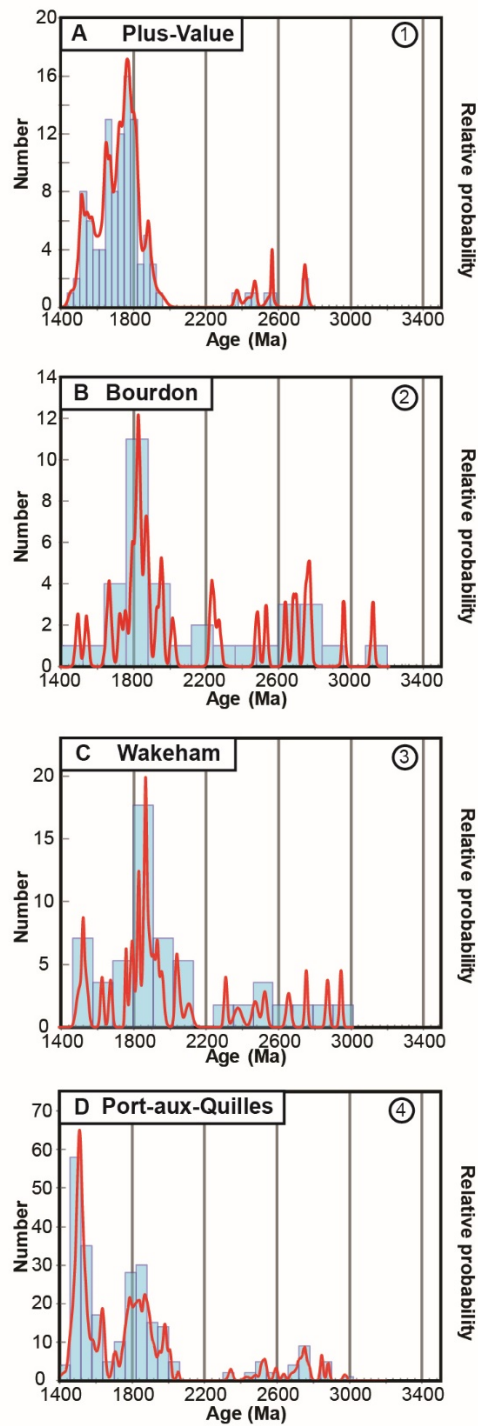 A Plus-Value
1
20
16
12
8
4
0
Number
Relative probability
1400 1800 2200 2600 3000 3400
Age (Ma)
B Bourdon
2
14
12
10
8
6
4
2
0
Number
Relative probability
1400 1800 2200 2600 3000 3400
Age (Ma)
C Wakeham
3
20
15
10
5
0
Number
Relative probability
1400 1800 2200 2600 3000 3400
Age (Ma)
D Port-aux-Quilles
4
70
60
50
40
30
20
10
0
Number
Relative probability
1400 1800 2200 2600 3000 3400
Age (Ma)